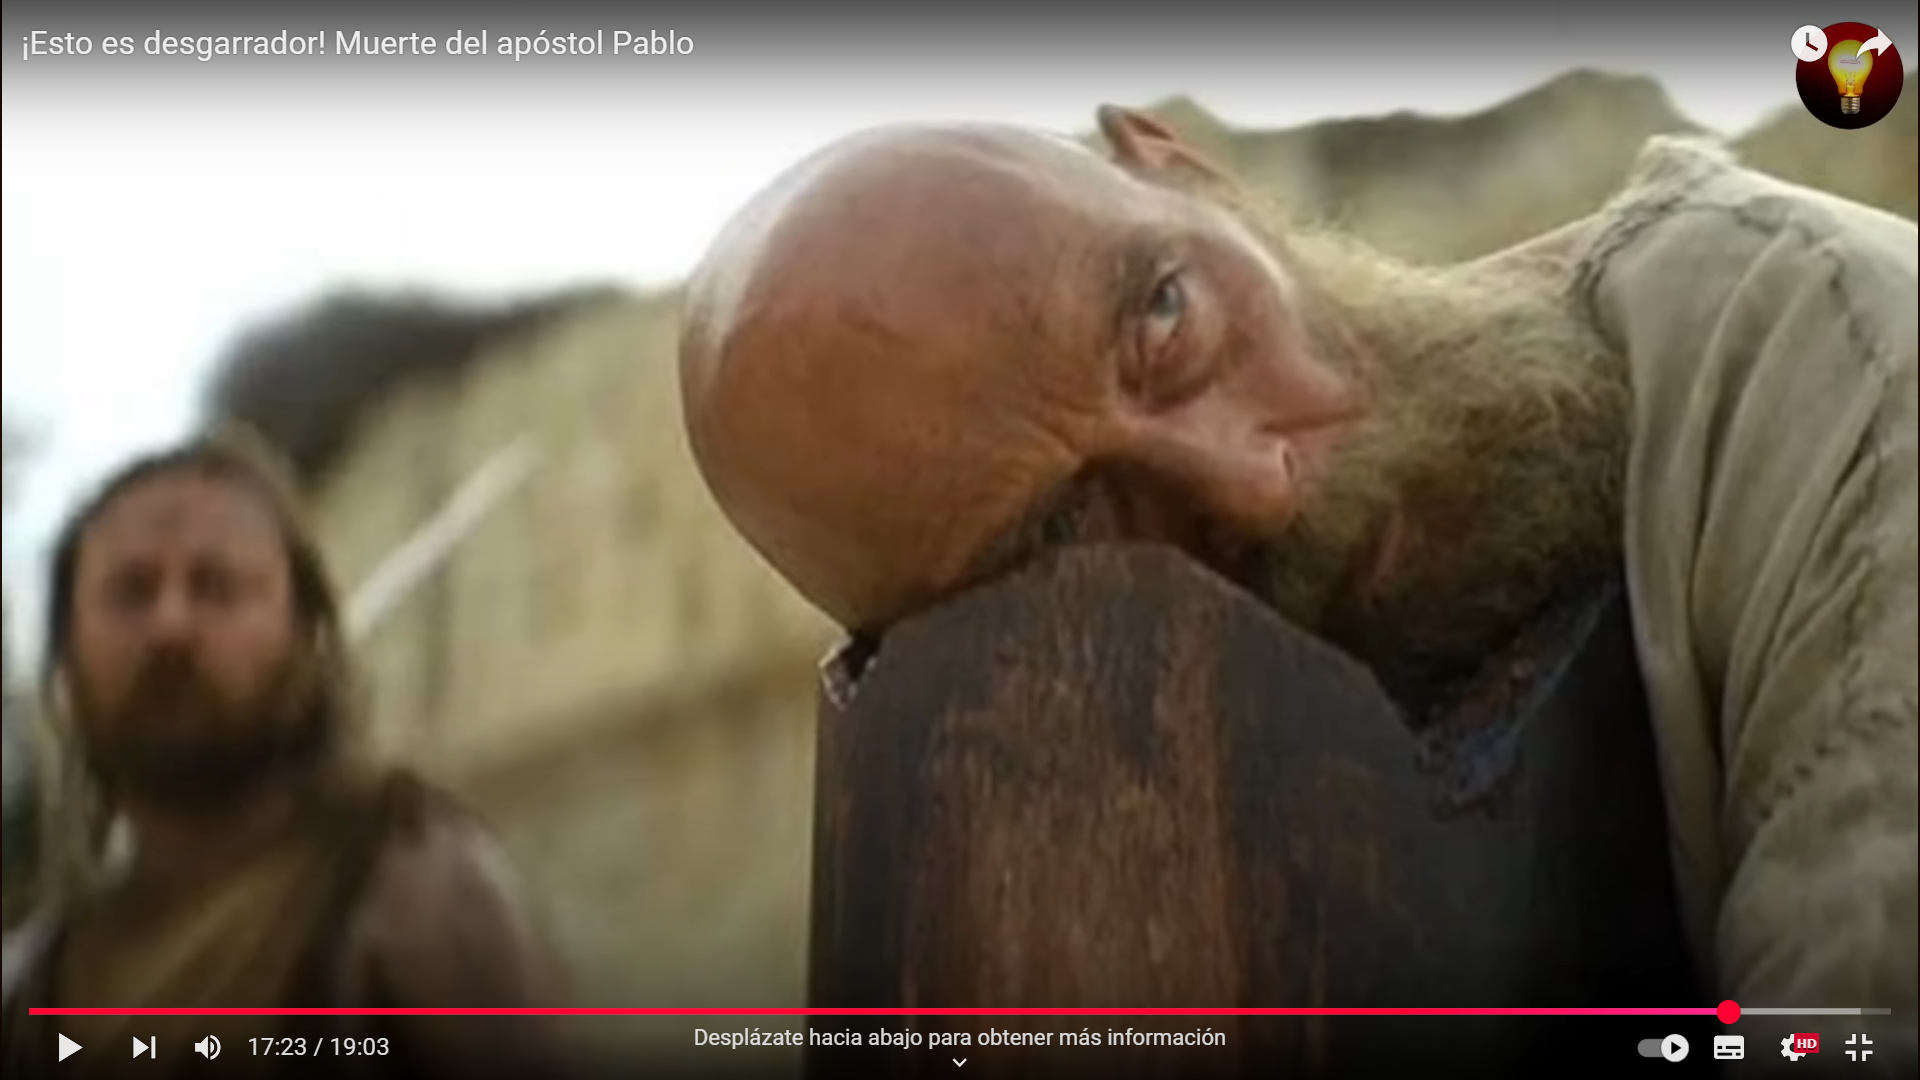 ¡Esto es desgarrador! Muerte del apóstol Pablo
17:23 / 19:03
Desplázate hacia abajo para obtener más información
HD